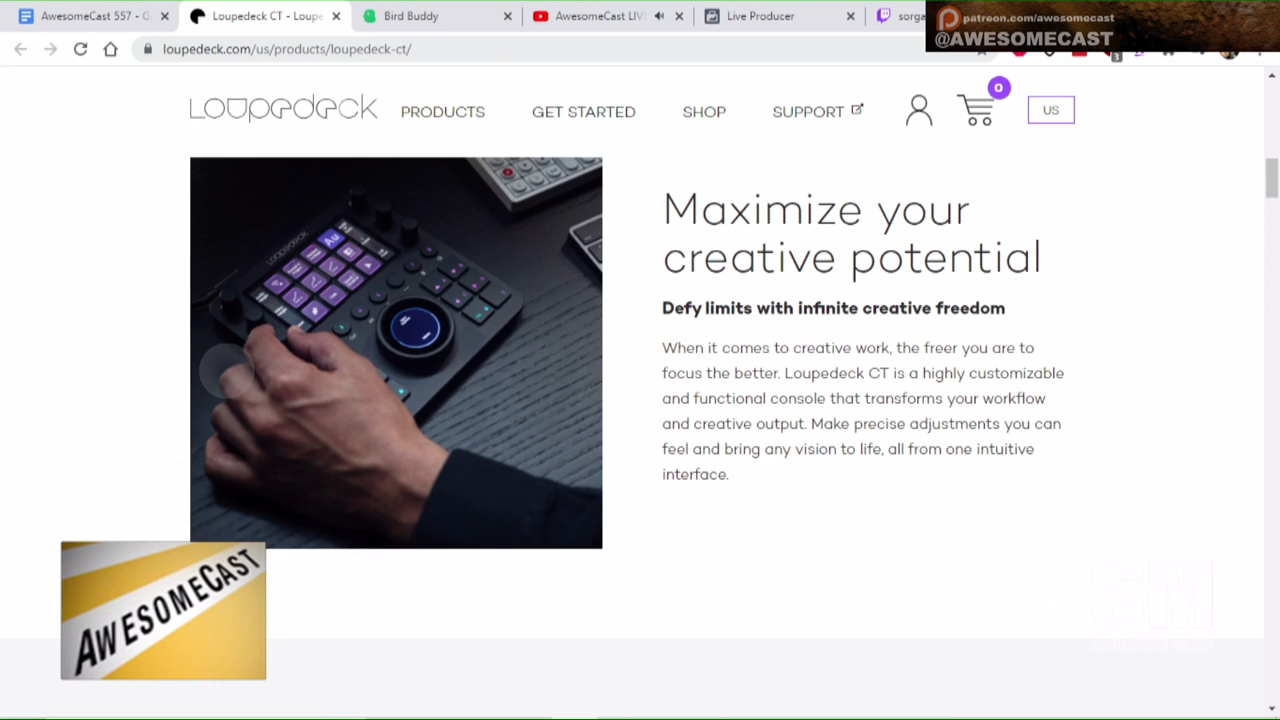 AwesomeCast 557 - G
Loupedeck CT - Loupe
Bird Buddy
AwesomeCast LIV
Live Producer
sorga
patreon.com/awesomecast
@AWESOMECAST
loupedeck.com/us/products/loupedeck-ct/
3
Loupedeck
PRODUCTS
GET STARTED
SHOP
SUPPORT
0
US
Au
Maximize your
creative potential
Defy limits with infinite creative freedom
When it comes to creative work, the freer you are to
focus the better. Loupedeck CT is a highly customizable
and functional console that transforms your workflow
and creative output. Make precise adjustments you can
feel and bring any vision to life, all from one intuitive
interface.
AWESOMECAST